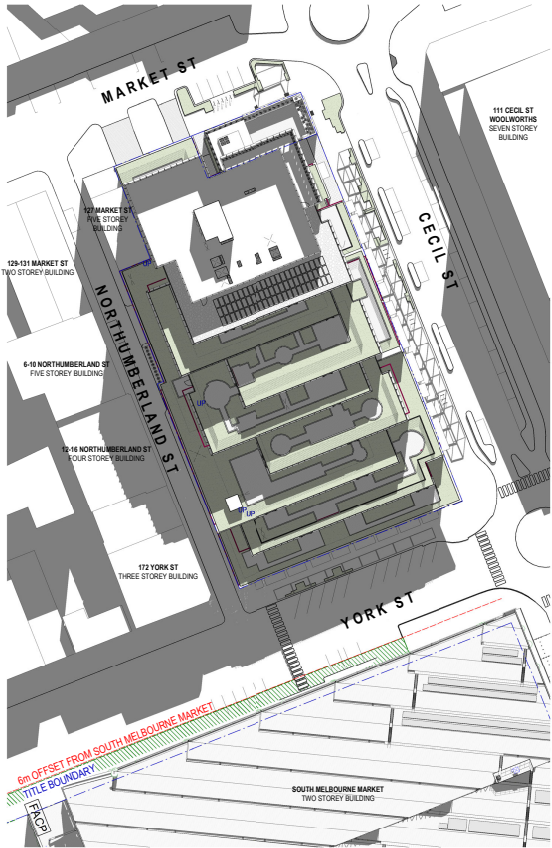 MARKET ST
111 CECIL ST
WOOLWORTHS
SEVEN STOREY
BUILDING
127 MARKET ST
FIVE STOREY
BUILDING
CECIL ST
129-131 MARKET ST
TWO STOREY BUILDING
UP
NORTHUMBERLAND ST
6-10 NORTHUMBERLAND ST
FIVE STOREY BUILDING
UP
12-16 NORTHUMBERLAND ST
FOUR STOREY BUILDING
UP
UP
172 YORK ST
THREE STOREY BUILDING
YORK ST
6m OFFSET FROM SOUTH MELBOURNE MARKET
TITLE BOUNDARY
FACP
SOUTH MELBOURNE MARKET
TWO STOREY BUILDING